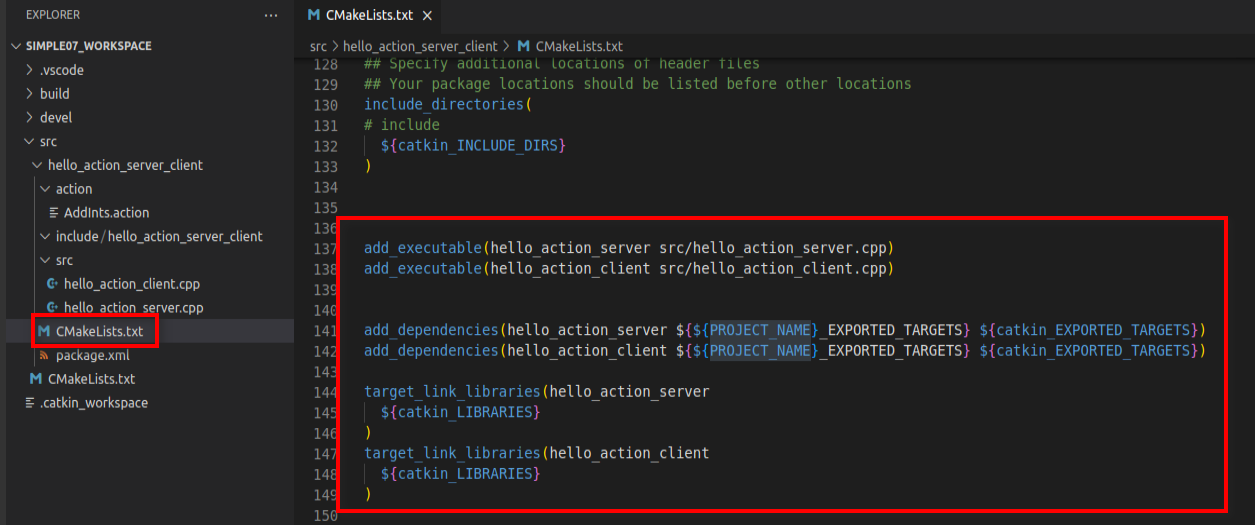 EXPLORER
...
SIMPLE07_WORKSPACE
.vscode
build
devel
src
hello_action_server_client
action
AddInts.action
include/hello_action_server_client
src
hello_action_client.cpp
hello_action_server.cpp
CMakeLists.txt
package.xml
CMakeLists.txt
.catkin_workspace
CMakeLists.txt
src > hello_action_server_client > CMakeLists.txt
128 ## Specify additional locations of header files
129 ## Your package locations should be listed before other locations
130 include_directories(
131 # include
132   ${catkin_INCLUDE_DIRS}
133 )
134
135
136
137 add_executable(hello_action_server src/hello_action_server.cpp)
138 add_executable(hello_action_client src/hello_action_client.cpp)
139
140
141 add_dependencies(hello_action_server ${${PROJECT_NAME}_EXPORTED_TARGETS} ${catkin_EXPORTED_TARGETS})
142 add_dependencies(hello_action_client ${${PROJECT_NAME}_EXPORTED_TARGETS} ${catkin_EXPORTED_TARGETS})
143
144 target_link_libraries(hello_action_server
145   ${catkin_LIBRARIES}
146 )
147 target_link_libraries(hello_action_client
148   ${catkin_LIBRARIES}
149 )
150